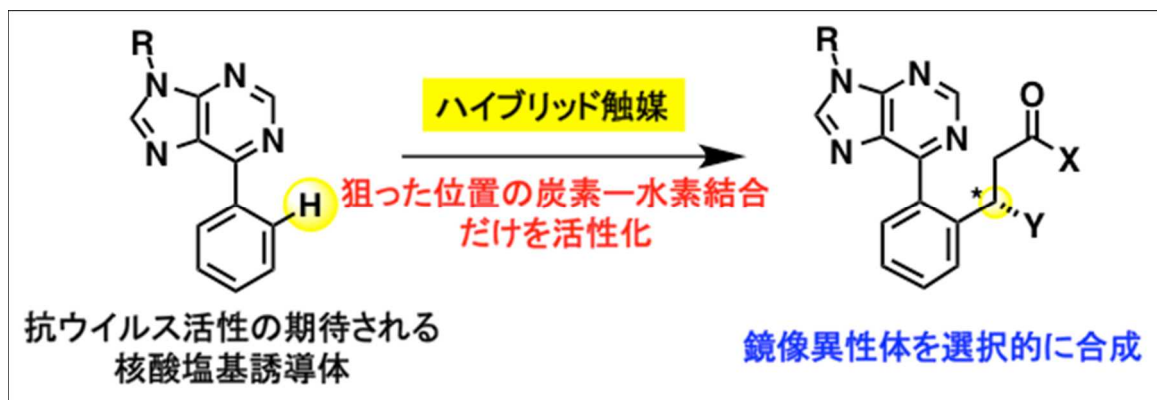 R
N
N
N
N
H
抗ウイルス活性の期待される
核酸塩基誘導体
ハイブリッド触媒
狙った位置の炭素ー水素結合
だけを活性化
R
N
N
N
N
O
X
*
Y
鏡像異性体を選択的に合成